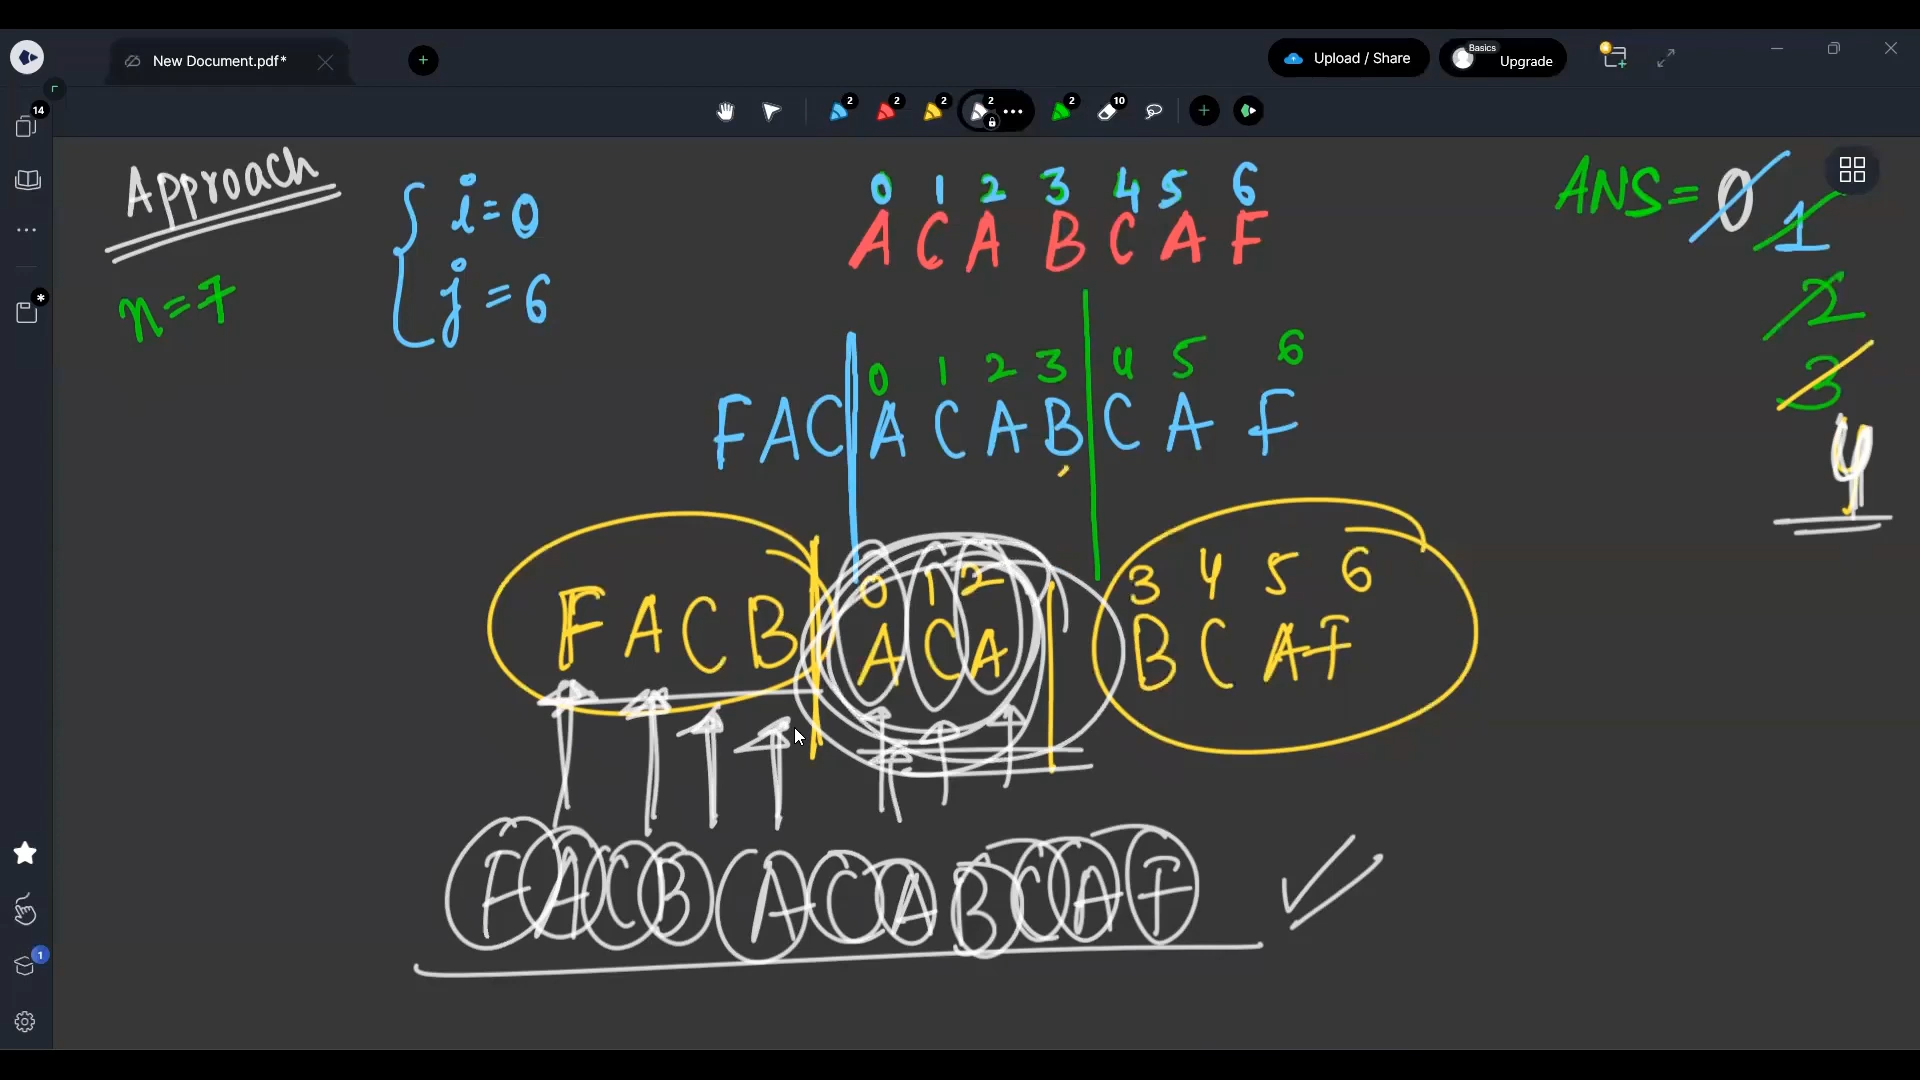 New Document.pdf*
Upload / Share
Basics
Upgrade
14
2
2
2
2
2
10
Approach
n=7
i=0
j=6
0 1 2 3 4 5 6
A C A B C A F
ANS= 0 1
2
3
4
0 1 2 3 4 5 6
FAC A C A B C A F
0 1 2 3 4 5 6
F A C B A C A B C A F
F A C B A C A B C A F
1